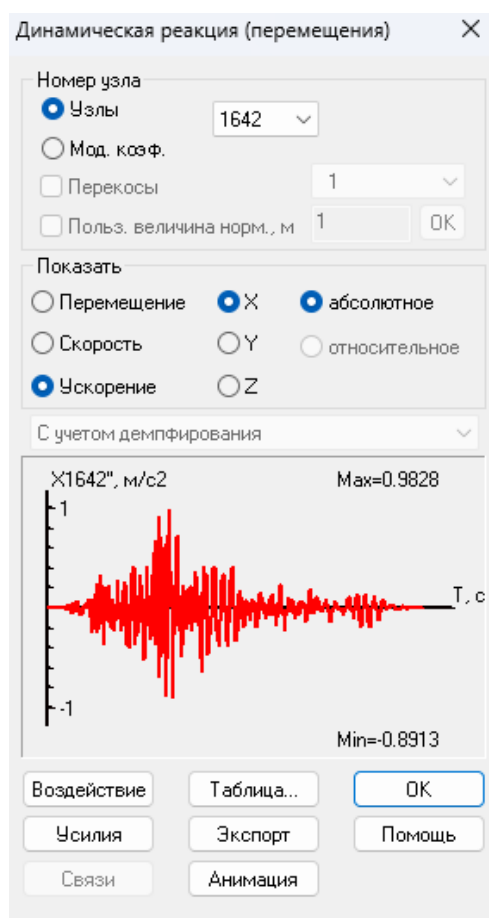 Динамическая реакция (перемещения)
Номер узла
Узлы 1642
Мод. коэф.
Перекосы 1
Польз. величина норм., м 1 OK
Показать
Перемещение X абсолютное
Скорость Y относительное
Ускорение Z
С учетом демпфирования
X1642", м/с2 Max=0.9828
1
T, с
-1
Min=-0.8913
Воздействие Таблица... OK
Усилия Экспорт Помощь
Связи Анимация